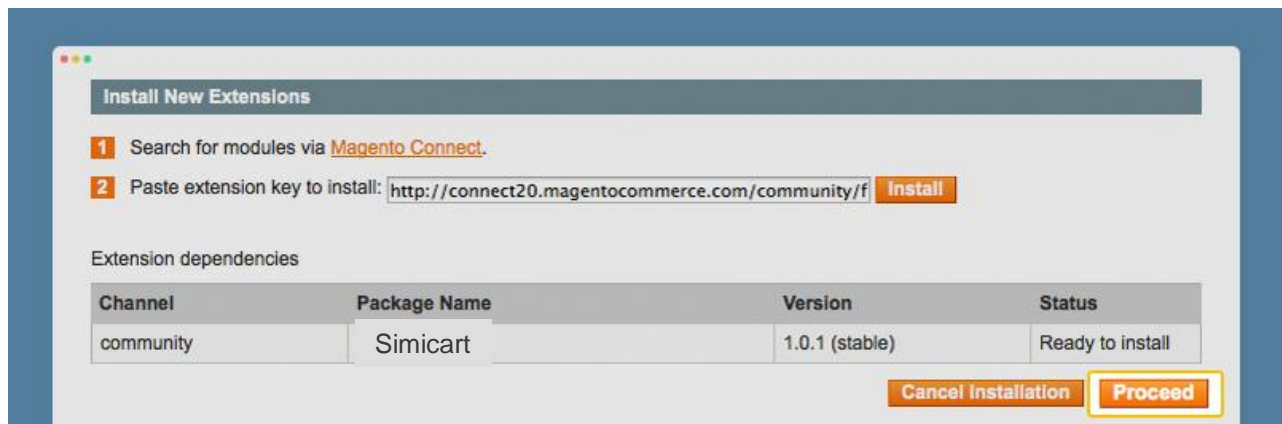 Install New Extensions
1 Search for modules via Magento Connect.
2 Paste extension key to install: http://connect20.magentocommerce.com/community/f Install
Extension dependencies
Channel Package Name Version Status
community Simicart 1.0.1 (stable) Ready to install
Cancel Installation Proceed